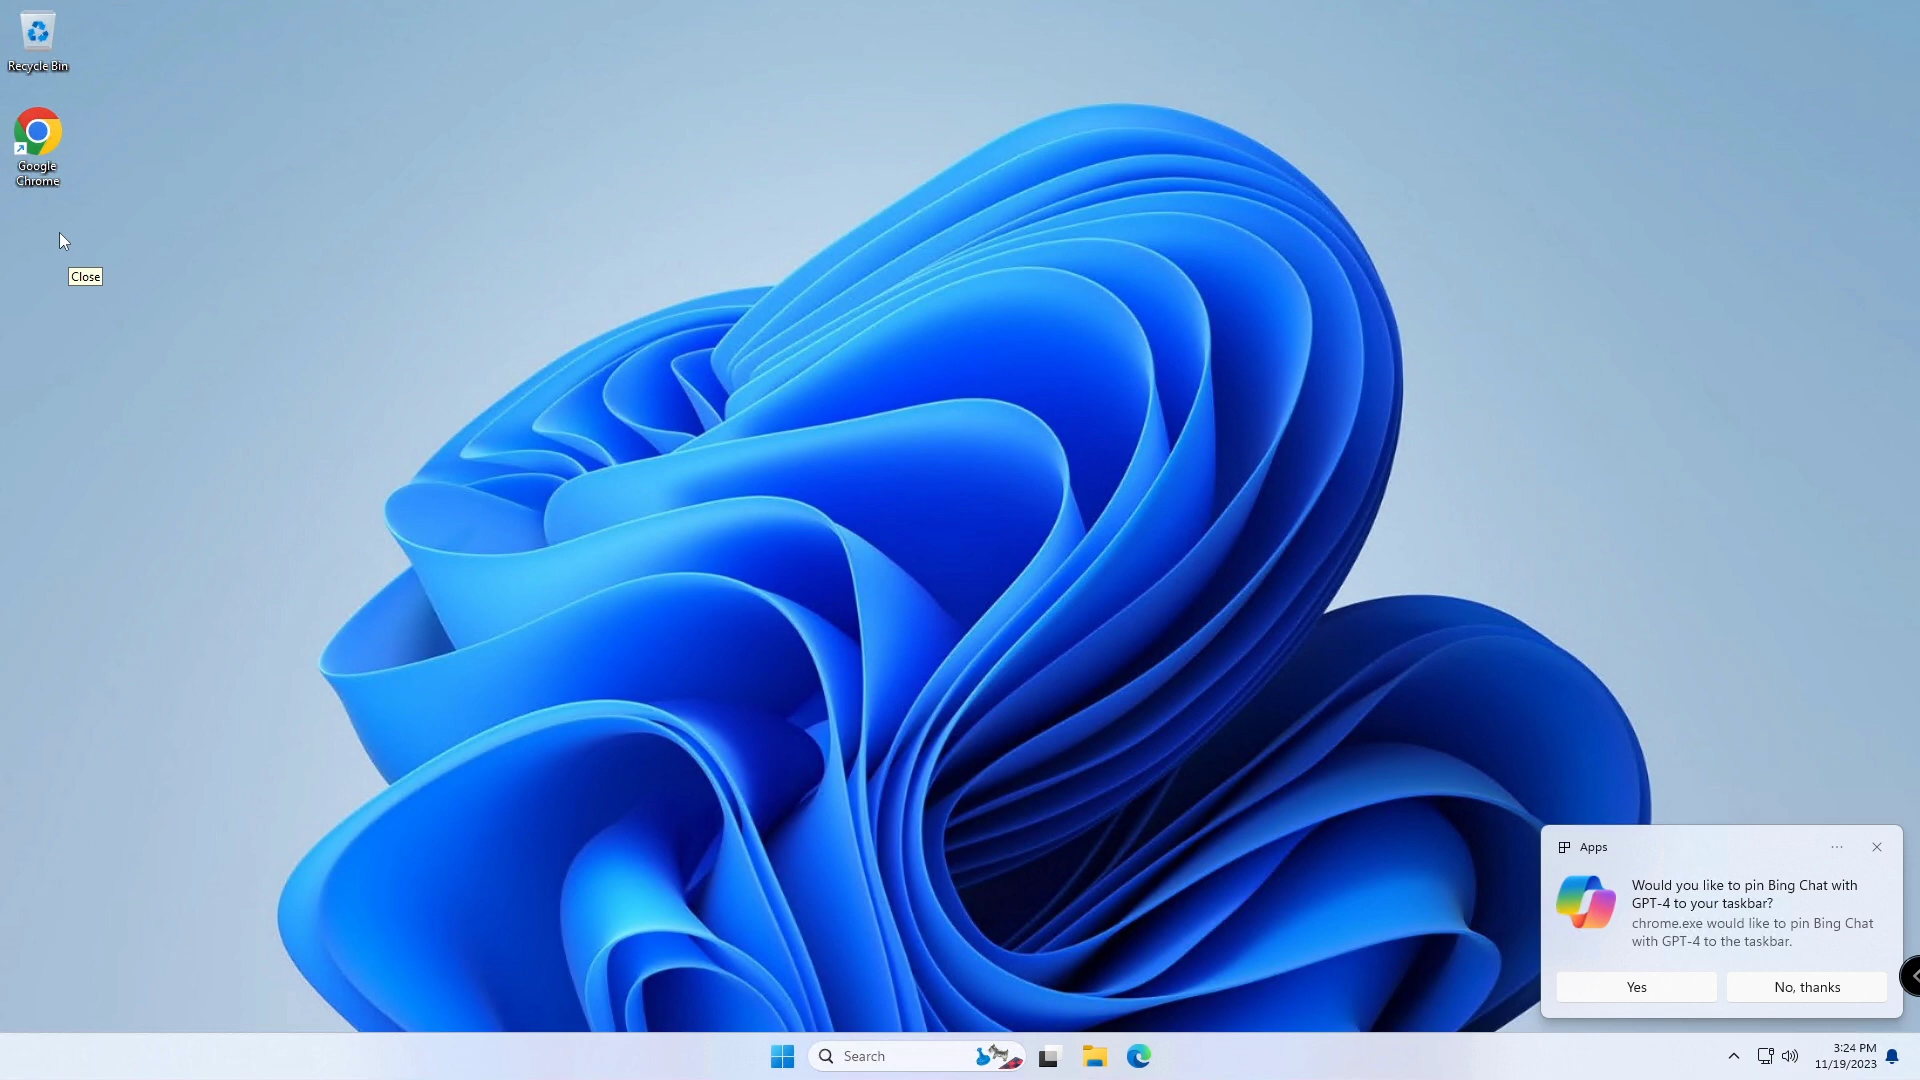 Recycle Bin
Google
Chrome
Close
Apps
Would you like to pin Bing Chat with
GPT-4 to your taskbar?
chrome.exe would like to pin Bing Chat
with GPT-4 to the taskbar.
Yes
No, thanks
Search
3:24 PM
11/19/2023